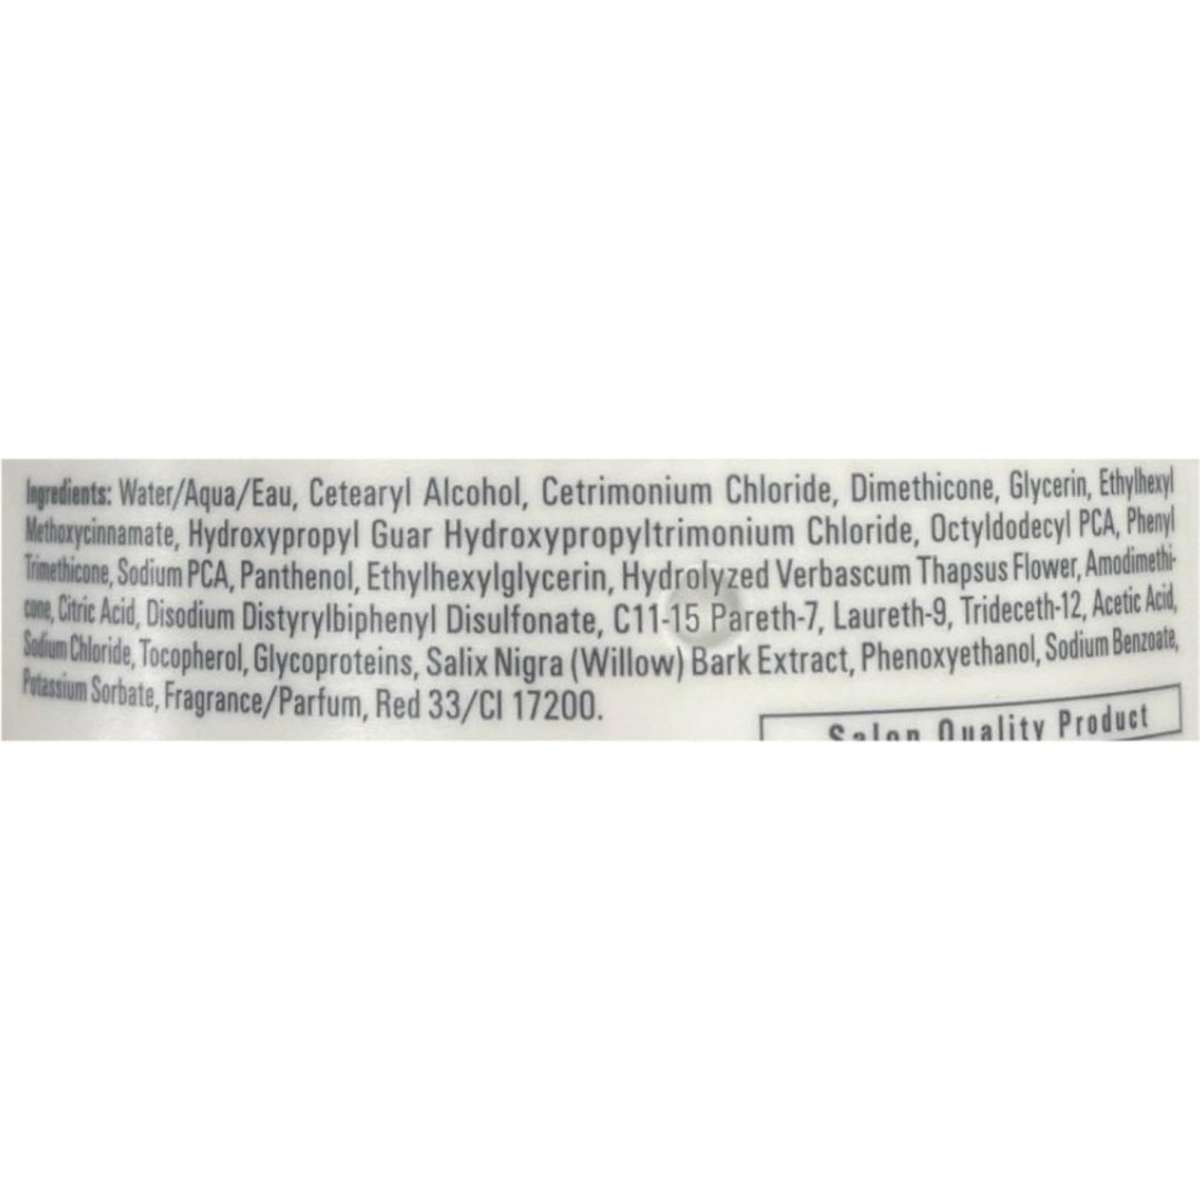 Ingredients: Water/Aqua/Eau, Cetearyl Alcohol, Cetrimonium Chloride, Dimethicone, Glycerin, Ethylhexyl
Methoxycinnamate, Hydroxypropyl Guar Hydroxypropyltrimonium Chloride, Octyldodecyl PCA, Phenyl
Trimethicone, Sodium PCA, Panthenol, Ethylhexylglycerin, Hydrolyzed Verbascum Thapsus Flower, Amodimethi-
cone, Citric Acid, Disodium Distyrylbiphenyl Disulfonate, C11-15 Pareth-7, Laureth-9, Trideceth-12, Acetic Acid,
Sodium Chloride, Tocopherol, Glycoproteins, Salix Nigra (Willow) Bark Extract, Phenoxyethanol, Sodium Benzoate,
Potassium Sorbate, Fragrance/Parfum, Red 33/CI 17200.
Salon Quality Product